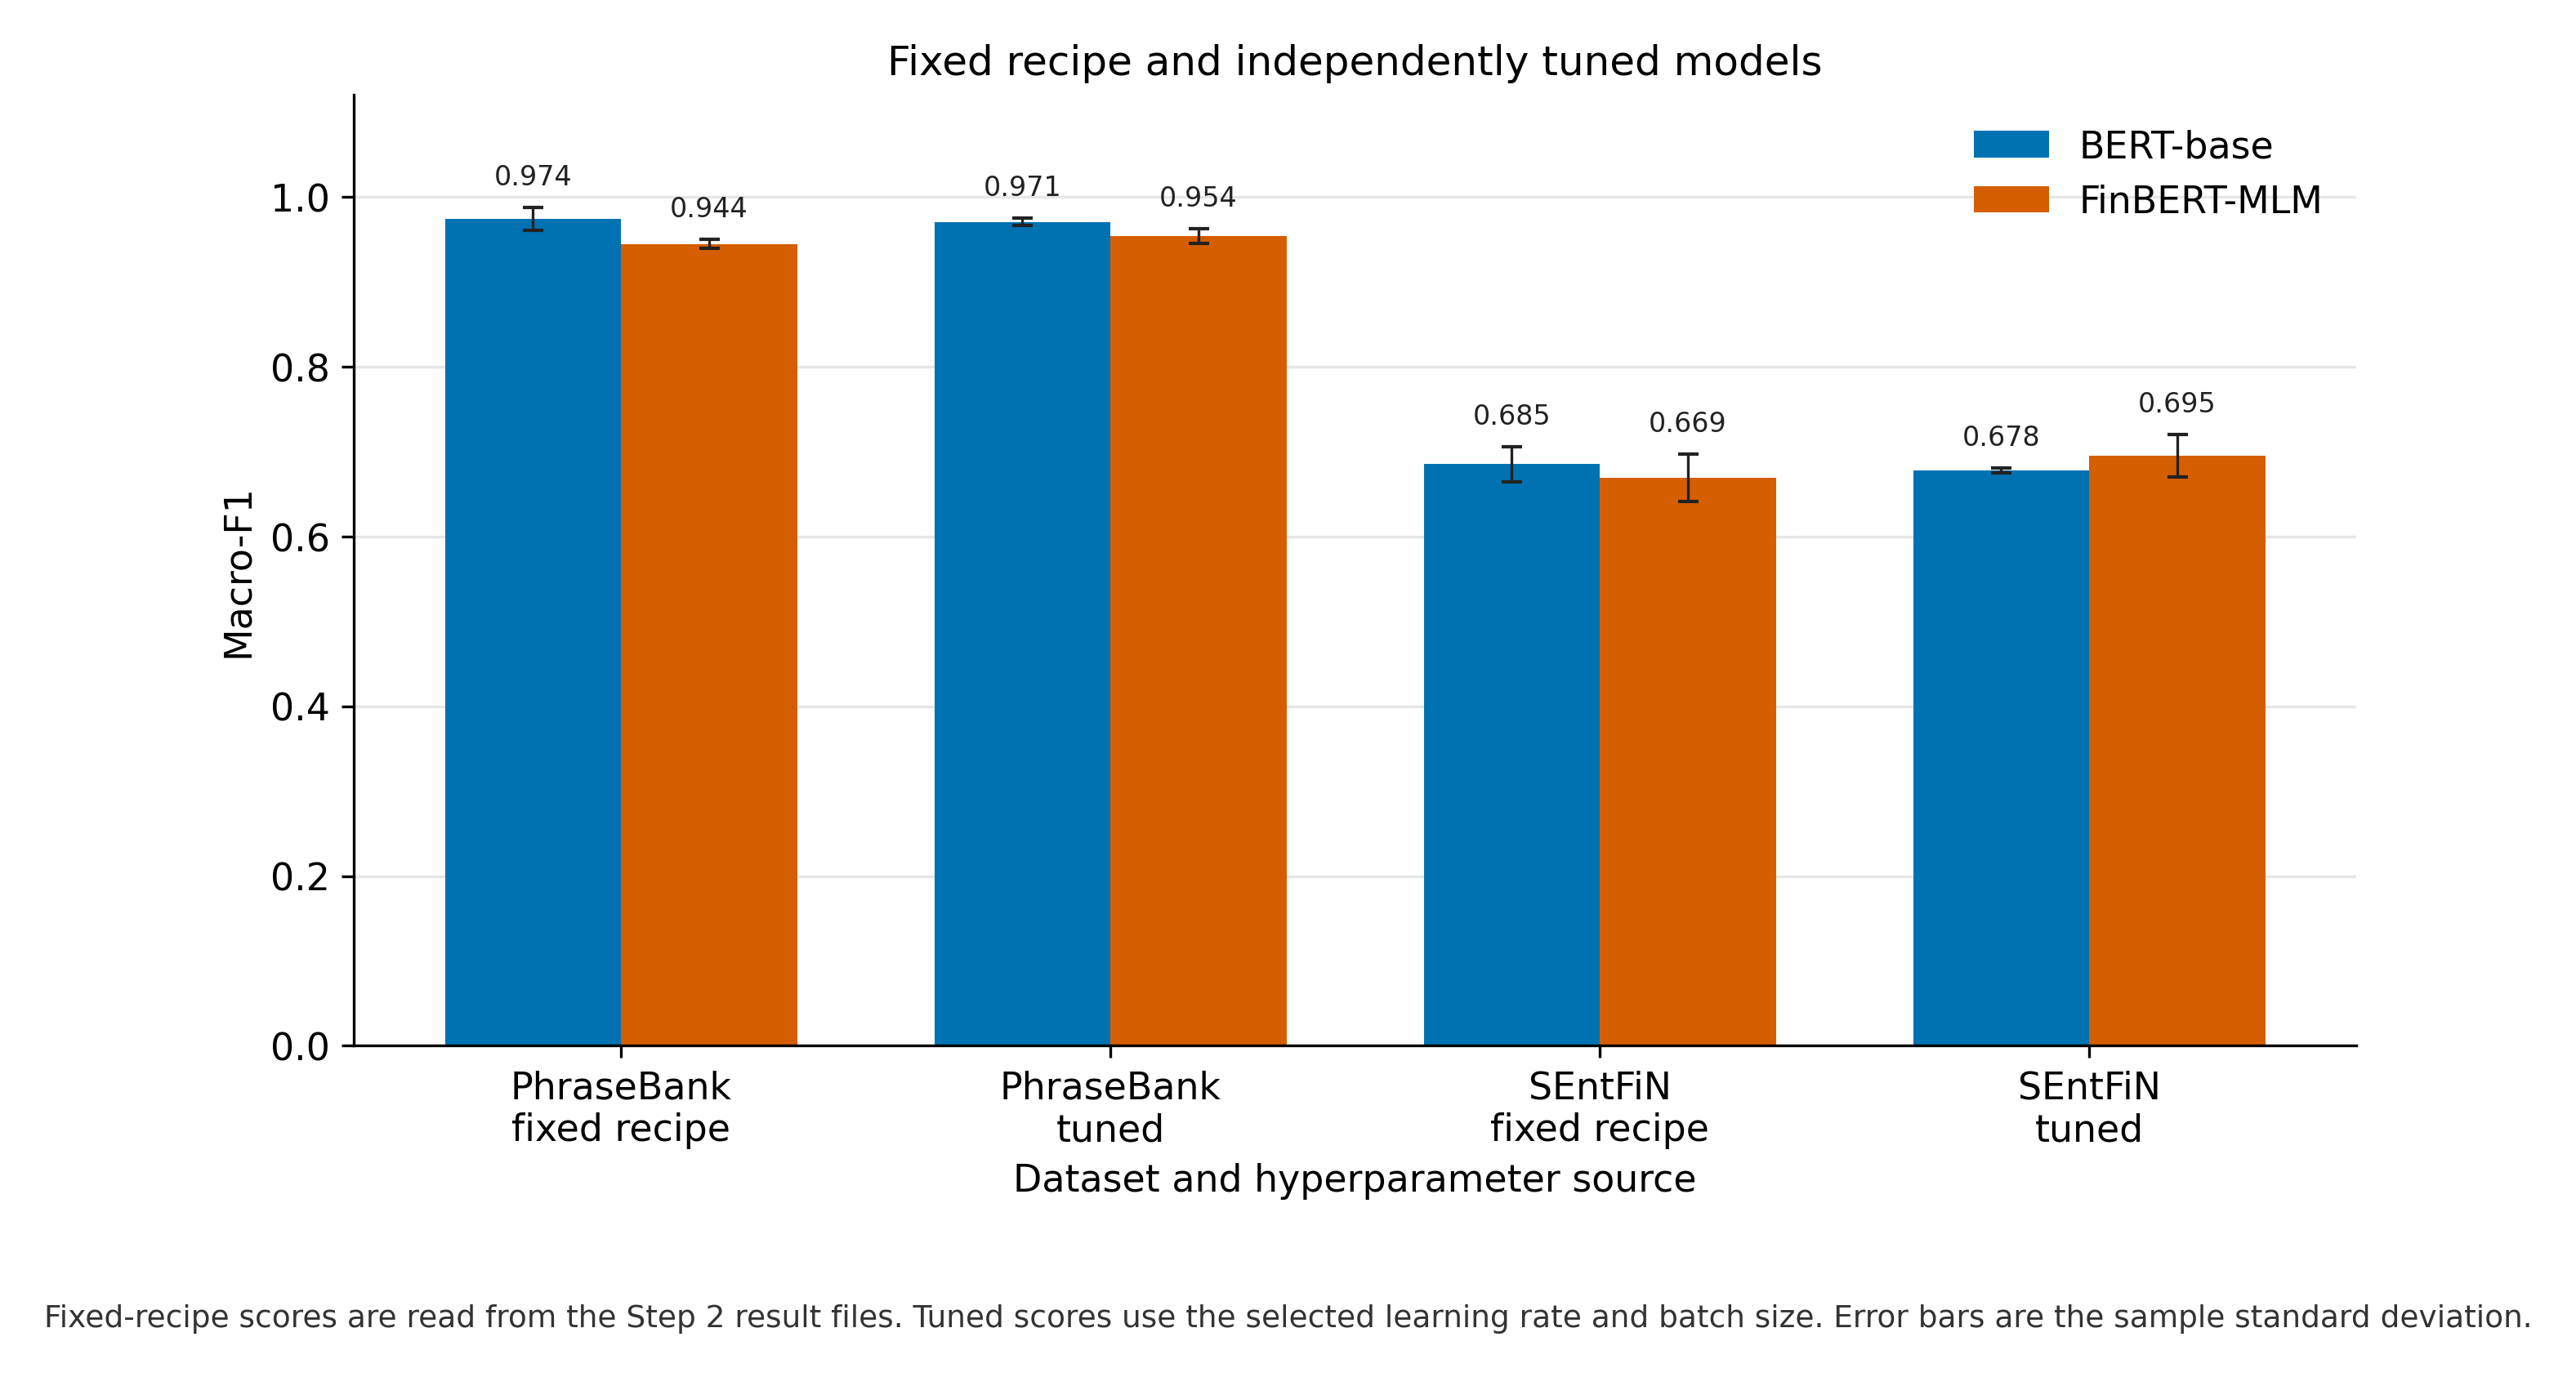 Fixed recipe and independently tuned models
BERT-base
FinBERT-MLM
Macro-F1
1.0
0.8
0.6
0.4
0.2
0.0
0.974
0.944
0.971
0.954
0.685
0.669
0.678
0.695
PhraseBank
fixed recipe
PhraseBank
tuned
SEntFiN
fixed recipe
SEntFiN
tuned
Dataset and hyperparameter source
Fixed-recipe scores are read from the Step 2 result files. Tuned scores use the selected learning rate and batch size. Error bars are the sample standard deviation.